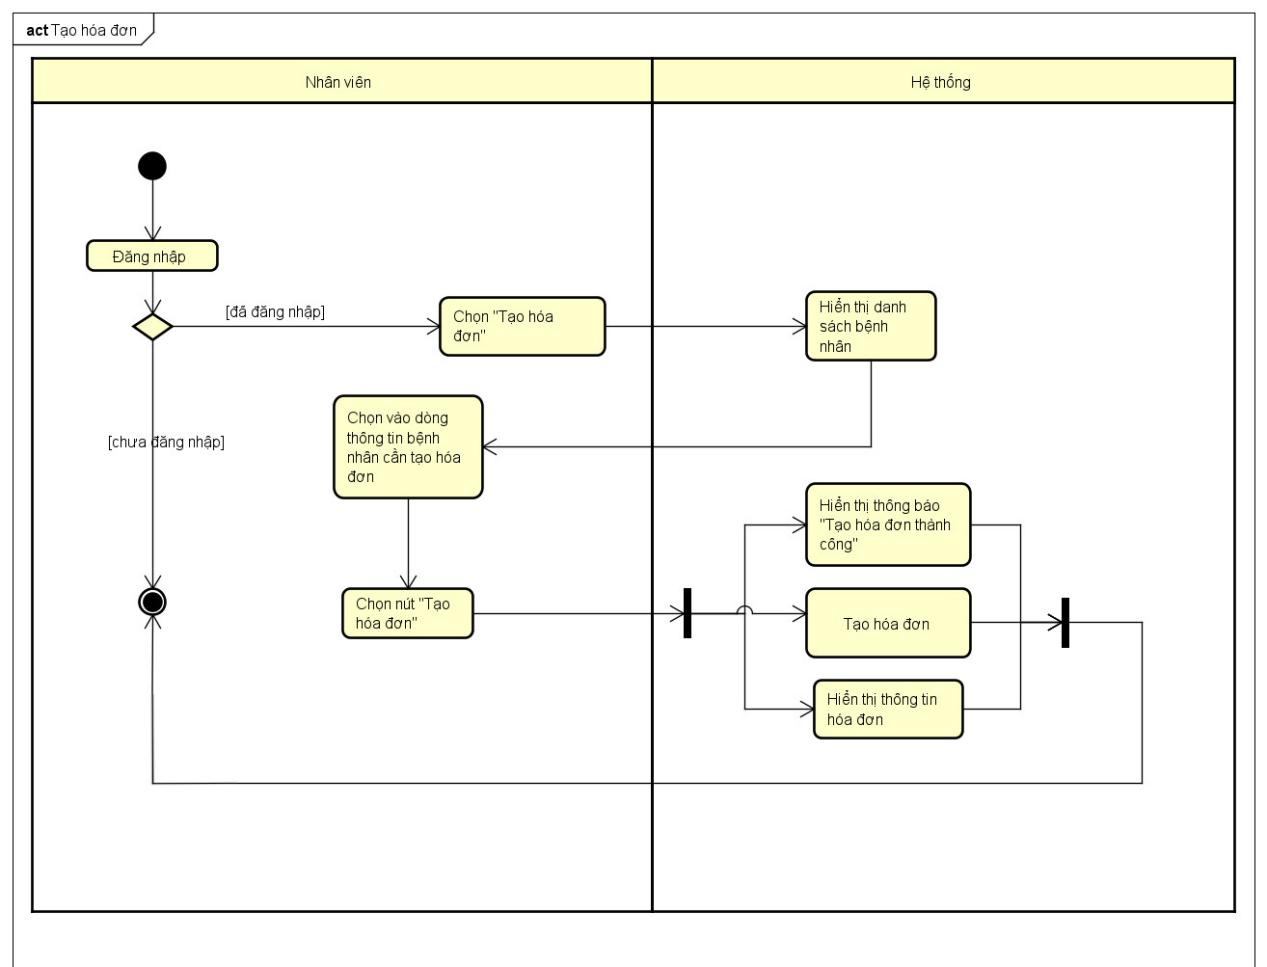 act Tạo hóa đơn
Nhân viên
Hệ thống
Đăng nhập
[đã đăng nhập]
Chọn "Tạo hóa
đơn"
Hiển thị danh
sách bệnh
nhân
Chọn vào dòng
thông tin bệnh
nhân cần tạo hóa
đơn
[chưa đăng nhập]
Hiển thị thông báo
"Tạo hóa đơn thành
công"
Chọn nút "Tạo
hóa đơn"
Tạo hóa đơn
Hiển thị thông tin
hóa đơn